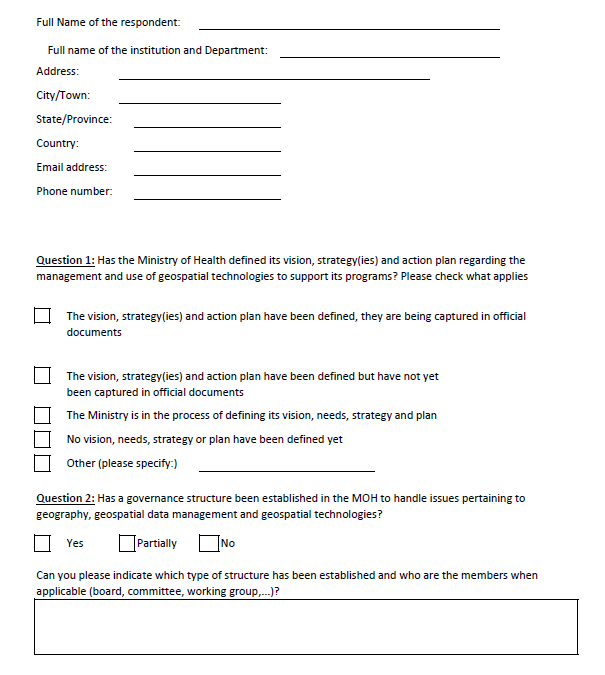 Full Name of the respondent:
Full name of the institution and Department:
Address:
City/Town:
State/Province:
Country:
Email address:
Phone number:
Question 1: Has the Ministry of Health defined its vision, strategy(ies) and action plan regarding the
management and use of geospatial technologies to support its programs? Please check what applies
The vision, strategy(ies) and action plan have been defined, they are being captured in official
documents
The vision, strategy(ies) and action plan have been defined but have not yet
been captured in official documents
The Ministry is in the process of defining its vision, needs, strategy and plan
No vision, needs, strategy or plan have been defined yet
Other (please specify:)
Question 2: Has a governance structure been established in the MOH to handle issues pertaining to
geography, geospatial data management and geospatial technologies?
Yes Partially No
Can you please indicate which type of structure has been established and who are the members when
applicable (board, committee, working group,...)?